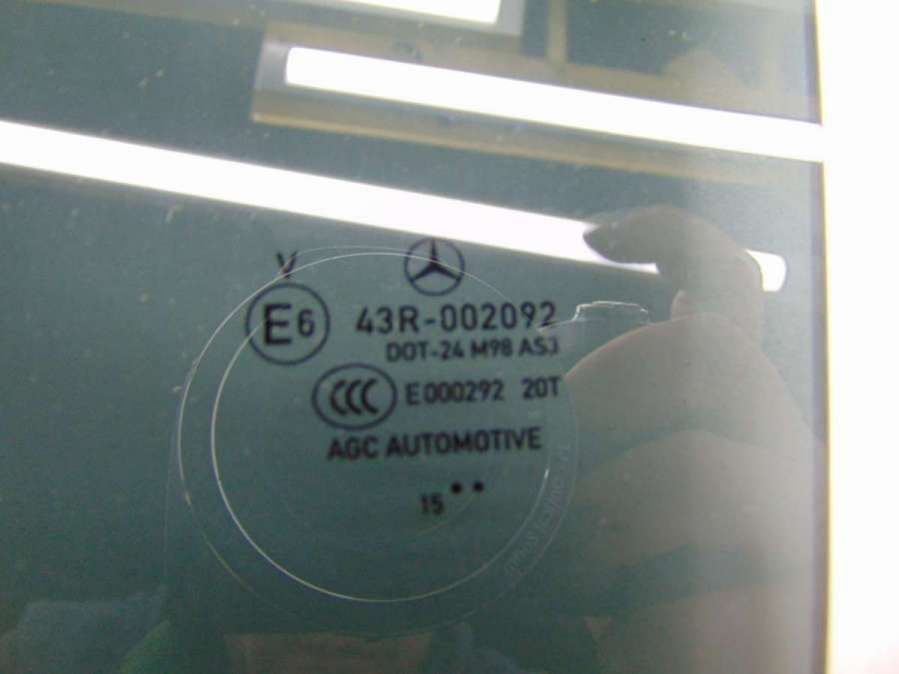 V
E6 43R-002092
DOT-24 M98 AS3
CCC E000292 20T
AGC AUTOMOTIVE
15 • •